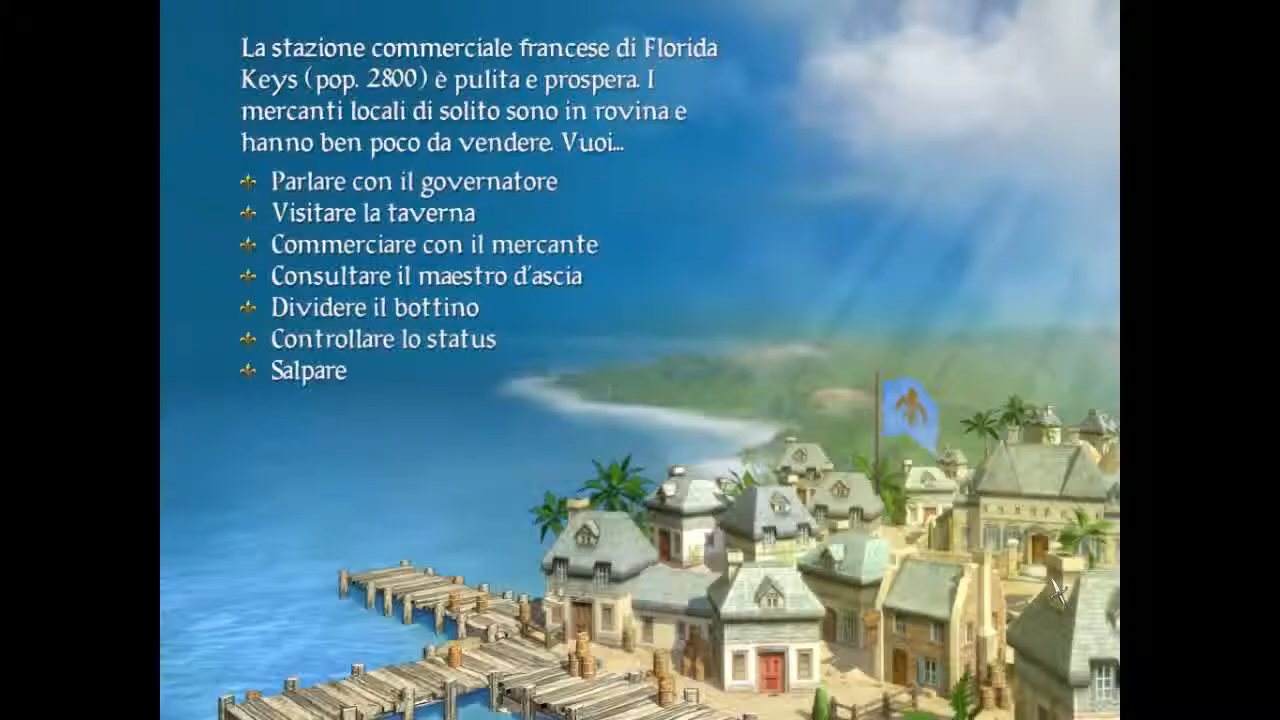 La stazione commerciale francese di Florida
Keys (pop. 2800) è pulita e prospera. I
mercanti locali di solito sono in rovina e
hanno ben poco da vendere. Vuoi...
Parlare con il governatore
Visitare la taverna
Commerciare con il mercante
Consultare il maestro d'ascia
Dividere il bottino
Controllare lo status
Salpare